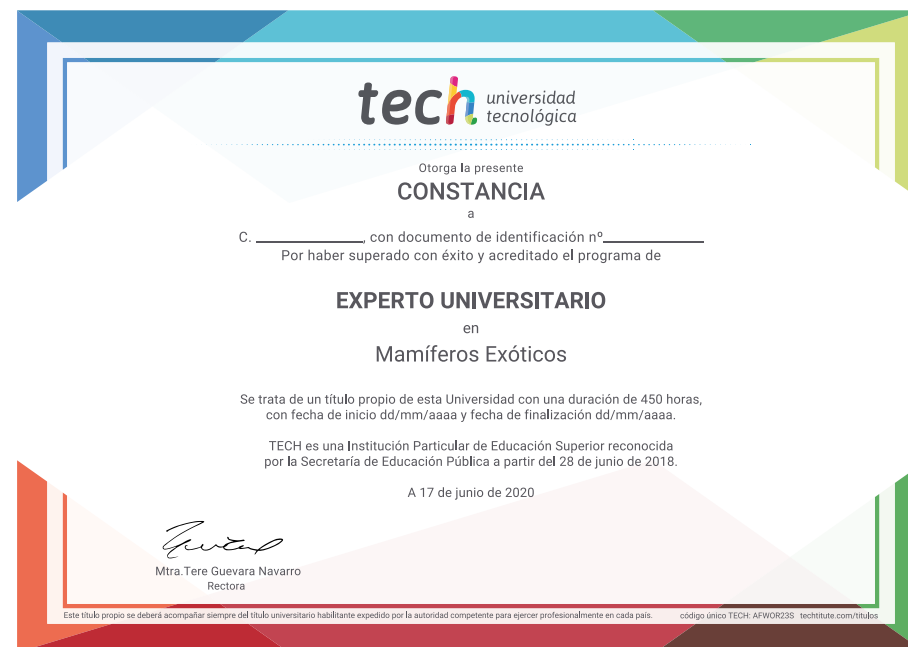 tech universidad
tecnológica
Otorga la presente
CONSTANCIA
a
C. ____________, con documento de identificación nº____________
Por haber superado con éxito y acreditado el programa de
EXPERTO UNIVERSITARIO
en
Mamíferos Exóticos
Se trata de un título propio de esta Universidad con una duración de 450 horas,
con fecha de inicio dd/mm/aaaa y fecha de finalización dd/mm/aaaa.
TECH es una Institución Particular de Educación Superior reconocida
por la Secretaría de Educación Pública a partir del 28 de junio de 2018.
A 17 de junio de 2020
Mtra.Tere Guevara Navarro
Rectora
Este título propio se deberá acompañar siempre del título universitario habilitante expedido por la autoridad competente para ejercer profesionalmente en cada país. código único TECH: AFWOR23S techtitute.com/titulos